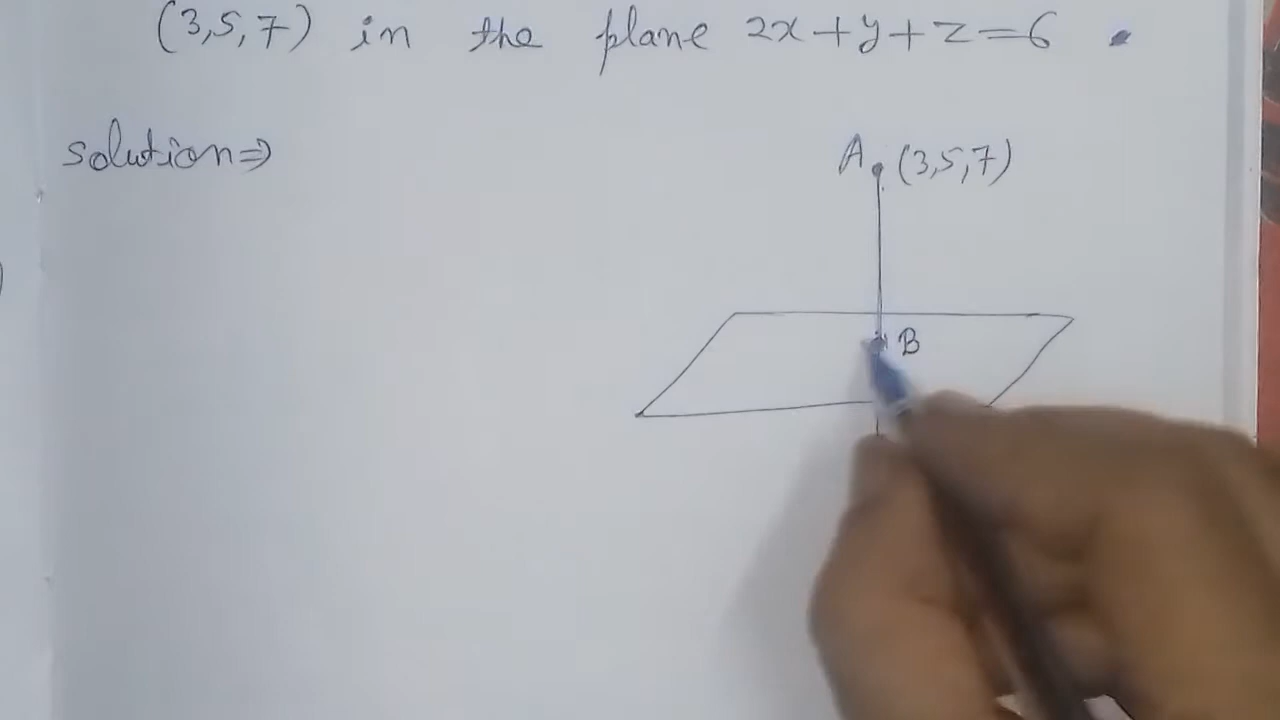 (3,5,7) in the plane 2x+y+z=6 .
solution⇒
A (3,5,7)
B